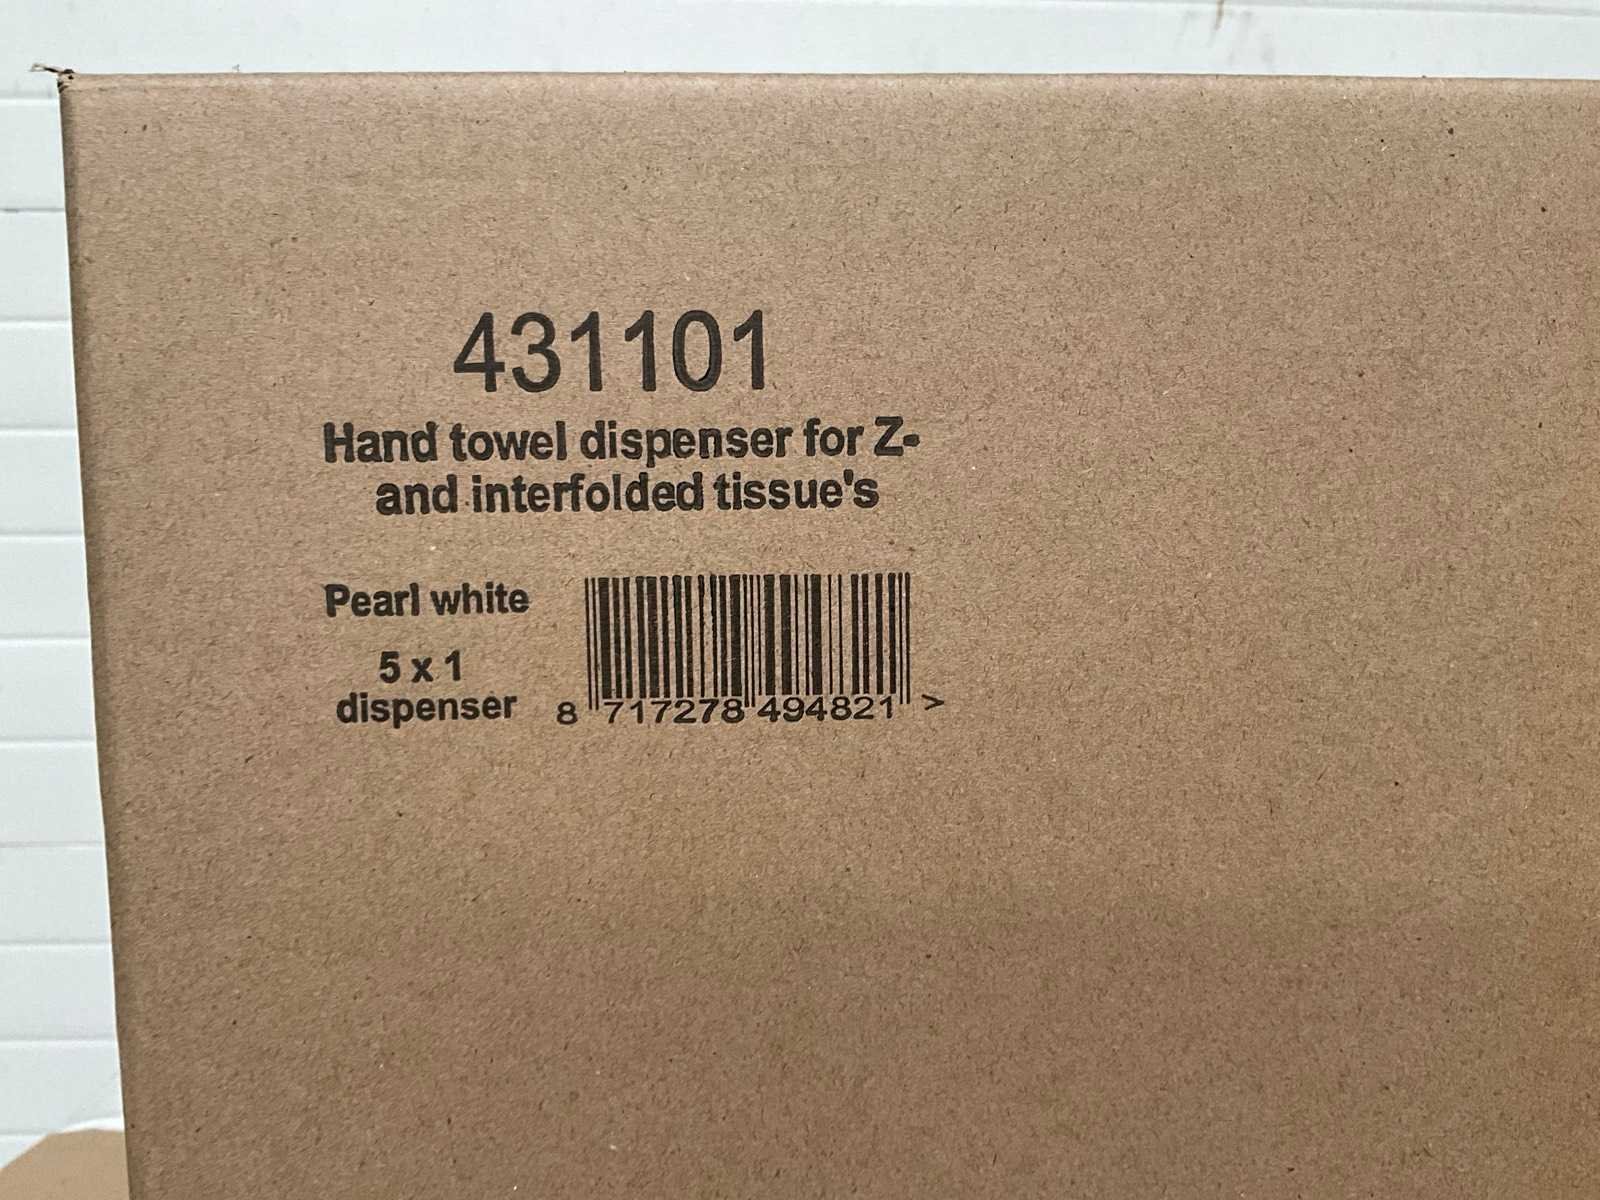 431101
Hand towel dispenser for Z-
and interfolded tissue's
Pearl white
5 x 1
dispenser
8 717278 494821 >